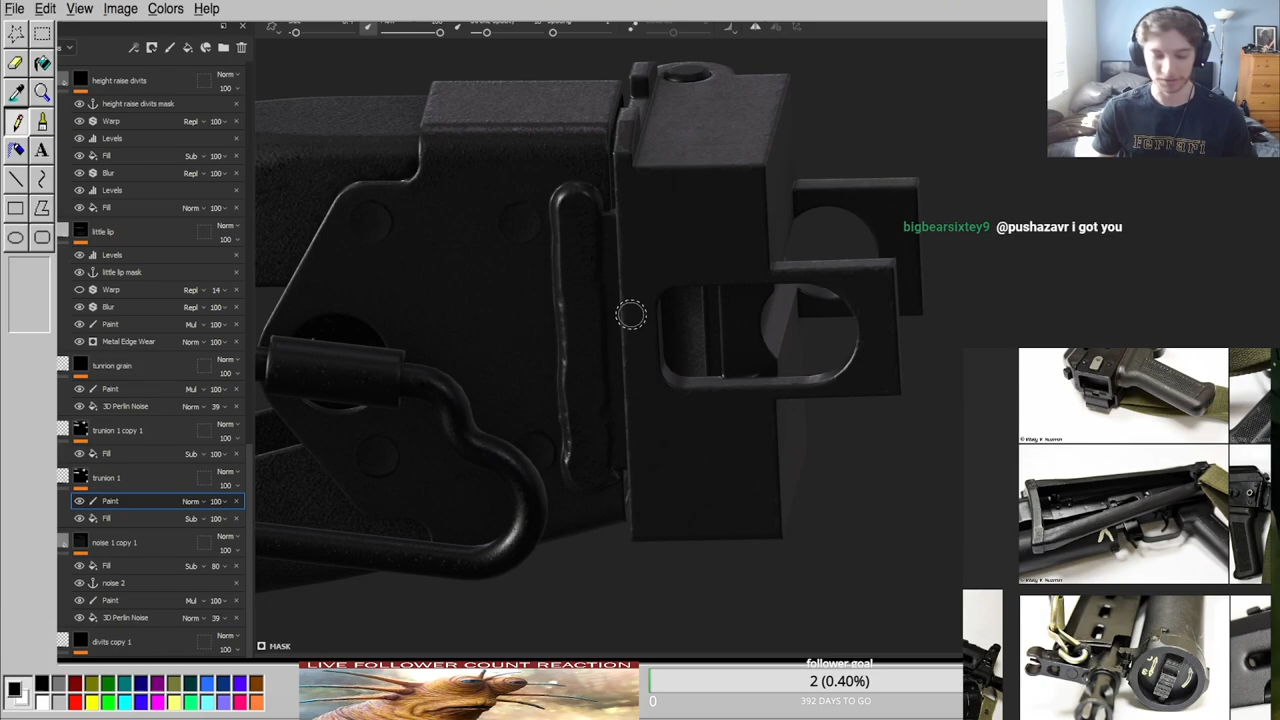 File Edit View Image Colors Help
height raise divits Norm 100
height raise divits mask
Warp Repl 100
Levels
Fill Sub 100
Blur Repl 100
Levels
Fill Norm 100
little lip Norm 100
Levels
little lip mask
Warp Repl 14
Blur Repl 100
Paint Mul 100
Metal Edge Wear Norm 100
tunrion grain Norm 100
Paint Mul 100
3D Perlin Noise Norm 39
trunion 1 copy 1 Norm 100
Fill Sub 100
trunion 1 Norm 100
Paint Norm 100
Fill Sub 100
noise 1 copy 1 Norm 100
Fill Sub 80
noise 2
Paint Mul 100
3D Perlin Noise Norm 39
divits copy 1 Norm 100
MASK
Ferrari
bigbearsixtey9 @pushazavr i got you
LIVE FOLLOWER COUNT REACTION
follower goal
0 2 (0.40%)
392 DAYS TO GO